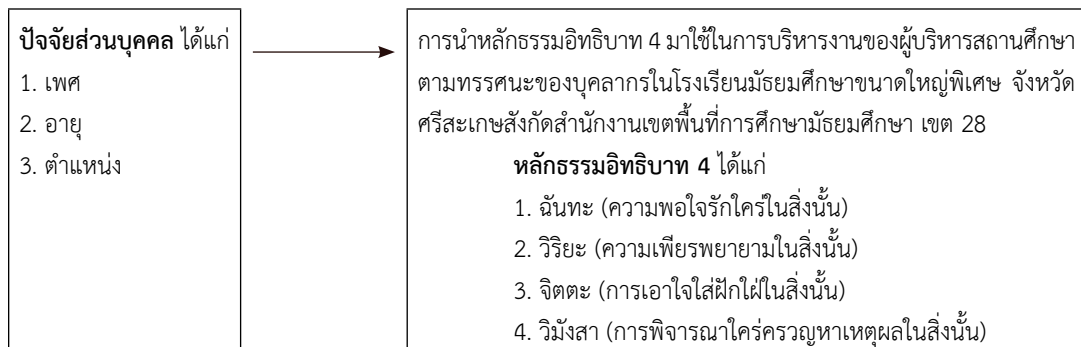 ปัจจัยส่วนบุคคล ได้แก่
1. เพศ
2. อายุ
3. ตำแหน่ง
การนำหลักธรรมอิทธิบาท 4 มาใช้ในการบริหารงานของผู้บริหารสถานศึกษา
ตามทรรศนะของบุคลากรในโรงเรียนมัธยมศึกษาขนาดใหญ่พิเศษ จังหวัด
ศรีสะเกษสังกัดสำนักงานเขตพื้นที่การศึกษามัธยมศึกษา เขต 28
หลักธรรมอิทธิบาท 4 ได้แก่
1. ฉันทะ (ความพอใจรักใคร่ในสิ่งนั้น)
2. วิริยะ (ความเพียรพยายามในสิ่งนั้น)
3. จิตตะ (การเอาใจใส่ฝักใฝ่ในสิ่งนั้น)
4. วิมังสา (การพิจารณาใคร่ครวญหาเหตุผลในสิ่งนั้น)